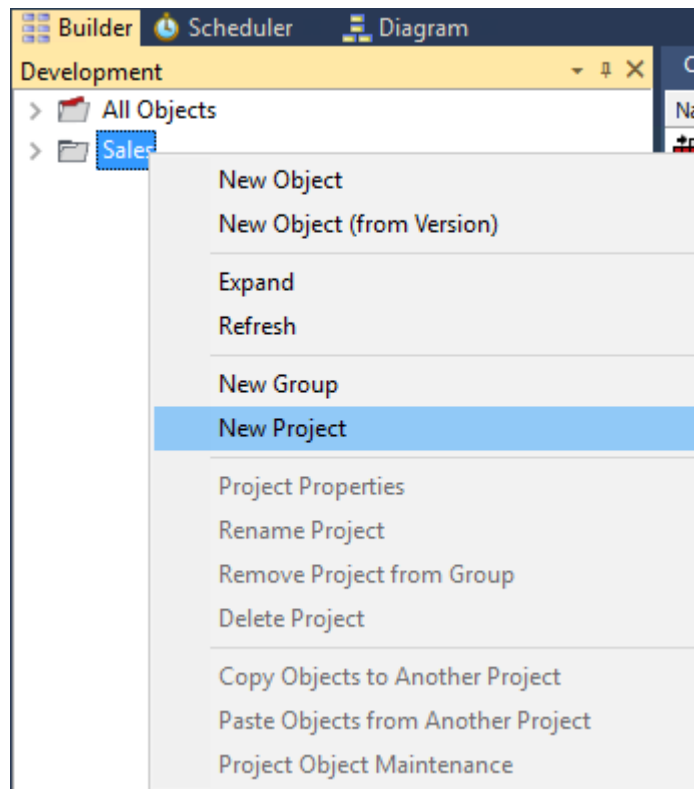 Builder Scheduler Diagram
Development
All Objects
Sales
New Object
New Object (from Version)
Expand
Refresh
New Group
New Project
Project Properties
Rename Project
Remove Project from Group
Delete Project
Copy Objects to Another Project
Paste Objects from Another Project
Project Object Maintenance